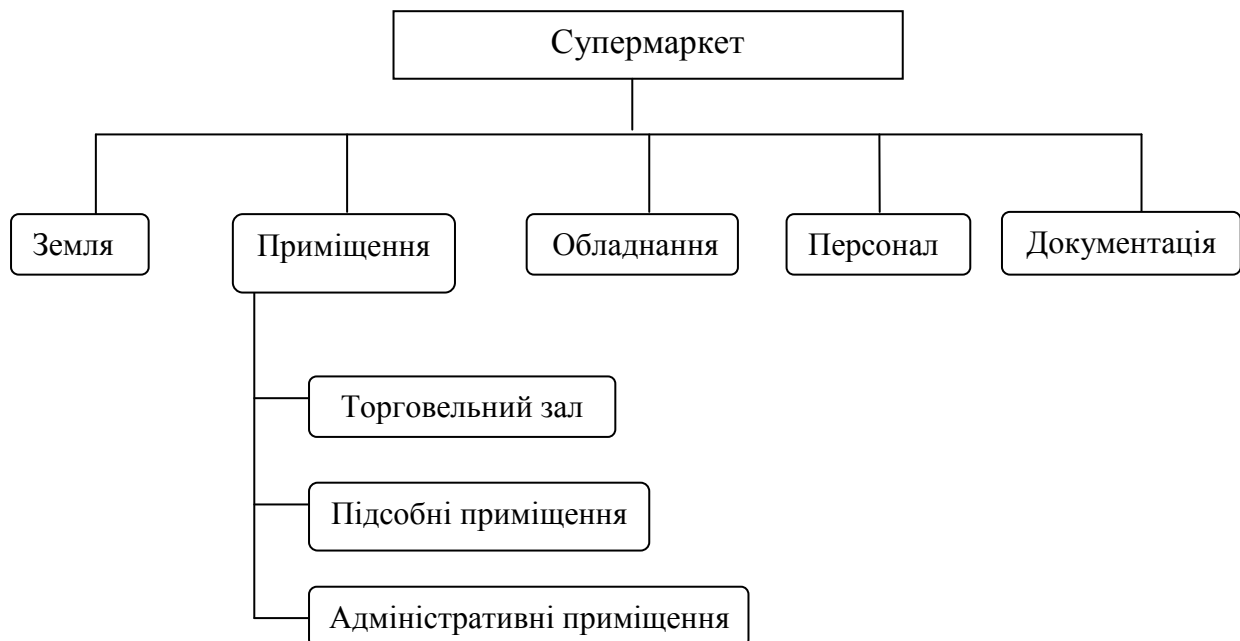 Супермаркет
Земля
Приміщення
Обладнання
Персонал
Документація
Торговельний зал
Підсобні приміщення
Адміністративні приміщення